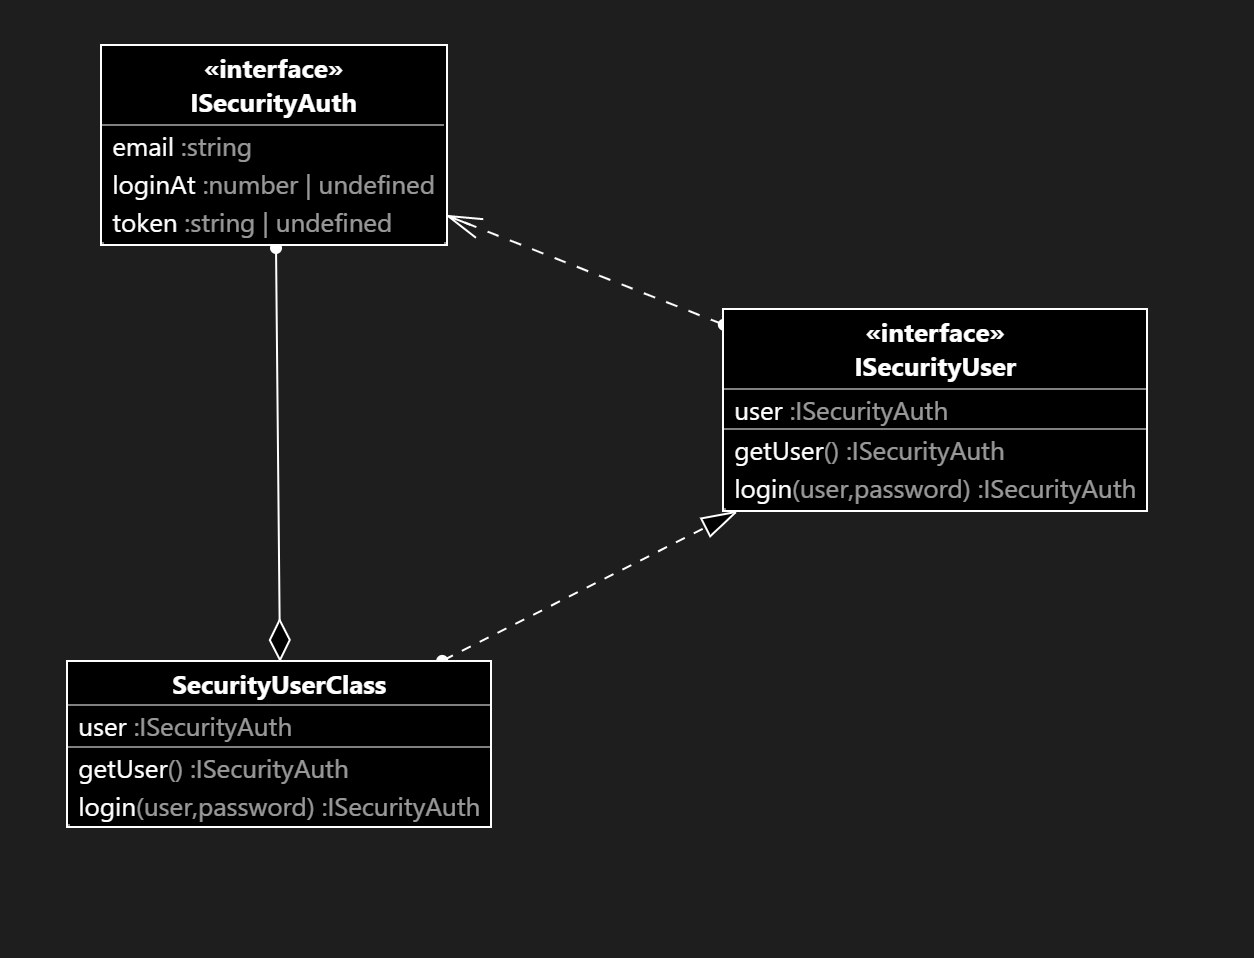 «interface»
ISecurityAuth
email :string
loginAt :number | undefined
token :string | undefined
«interface»
ISecurityUser
user :ISecurityAuth
getUser() :ISecurityAuth
login(user,password) :ISecurityAuth
SecurityUserClass
user :ISecurityAuth
getUser() :ISecurityAuth
login(user,password) :ISecurityAuth